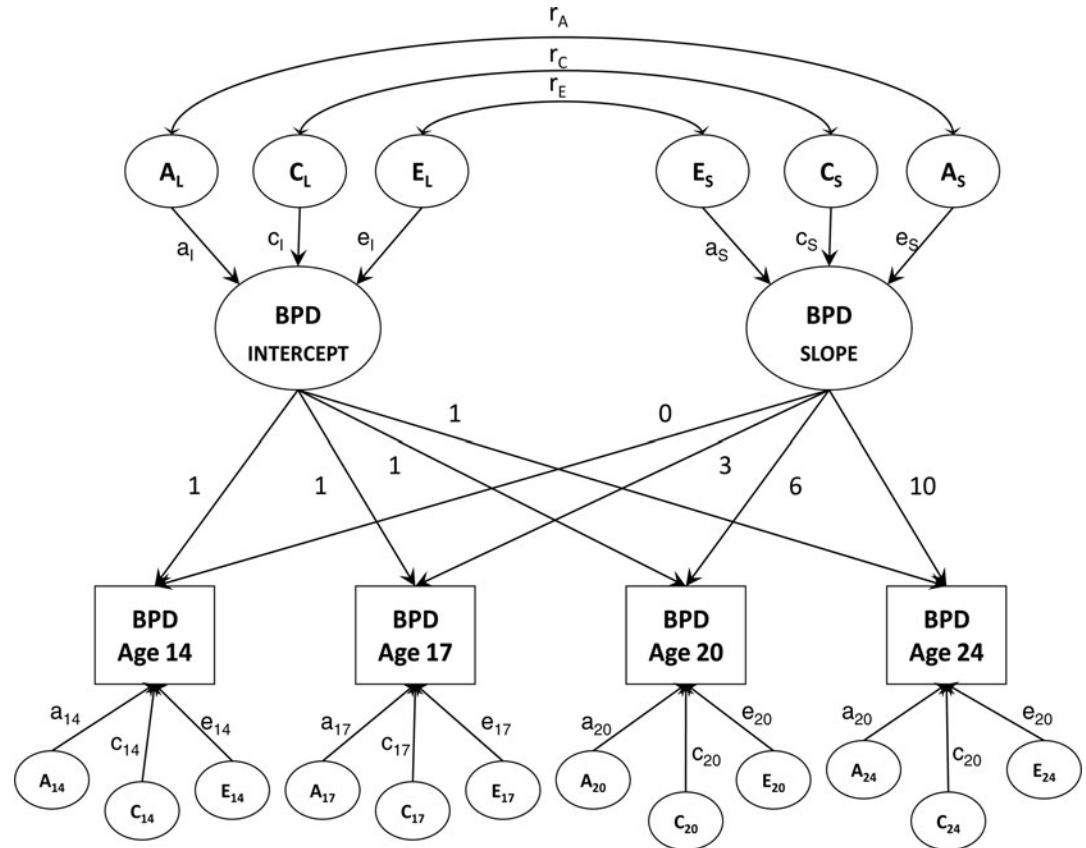 r_A
r_C
r_E
A_L C_L E_L E_S C_S A_S
a_I c_I e_I a_S c_S e_S
BPD
INTERCEPT
BPD
SLOPE
1 0
1 1 1 3 6 10
BPD
Age 14
BPD
Age 17
BPD
Age 20
BPD
Age 24
a_14 c_14 e_14 a_17 c_17 e_17 a_20 c_20 e_20 a_20 c_20 e_20
A_14 C_14 E_14 A_17 C_17 E_17 A_20 C_20 E_20 A_24 C_24 E_24